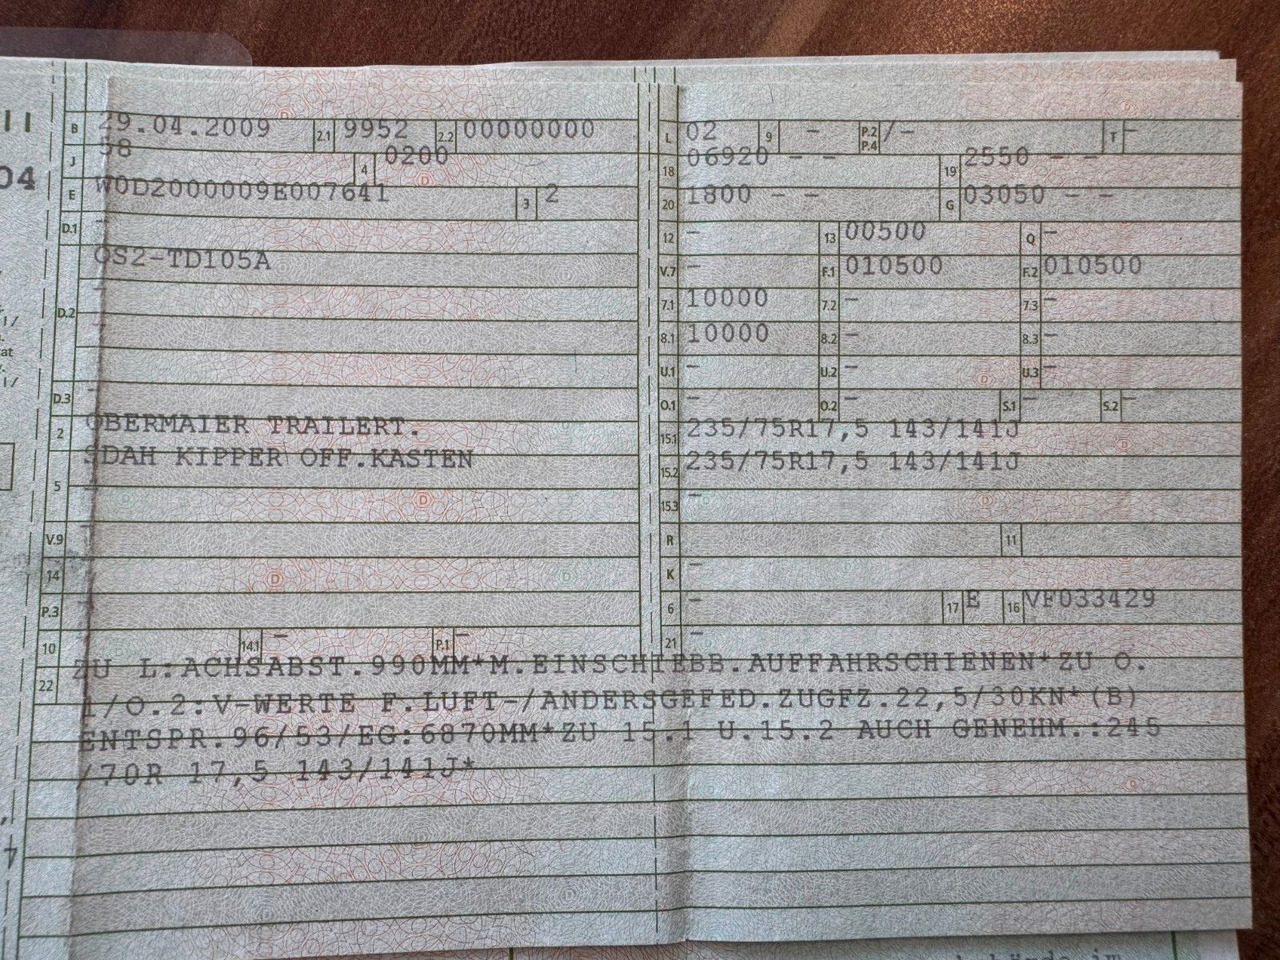 II
04
B 29.04.2009 2.1 9952 2.2 00000000
J 58 4 0200
E W0D2000009E007641 3 2
D.1 -
QS2-TD105A
-
D.2 -
-
D.3 -
2 OBERMAIER TRAILERT.
SDAH KIPPER OFF.KASTEN
5
V.9
14
P.3
10 14.1 - P.1 -
L 02 9 - P.2 P.4 /- T -
18 06920 - - 19 2550 - -
20 1800 - - G 03050 - -
12 - 13 00500 Q -
V.7 - F.1 010500 F.2 010500
7.1 10000 7.2 - 7.3 -
8.1 10000 8.2 - 8.3 -
U.1 - U.2 - U.3 -
O.1 - O.2 - S.1 - S.2 -
15.1 235/75R17,5 143/141J
15.2 235/75R17,5 143/141J
15.3 -
R 11
K -
6 - 17 E 16 VF033429
21 -
22 ZU L:ACHSABST.990MM*M.EINSCHIEBB.AUFFAHRSCHIENEN*ZU O.
1/O.2:V-WERTE F.LUFT-/ANDERSGEFED.ZUGFZ.22,5/30KN*(B)
ENTSPR.96/53/EG:6870MM*ZU 15.1 U.15.2 AUCH GENEHM.:245
/70R 17,5 143/141J*